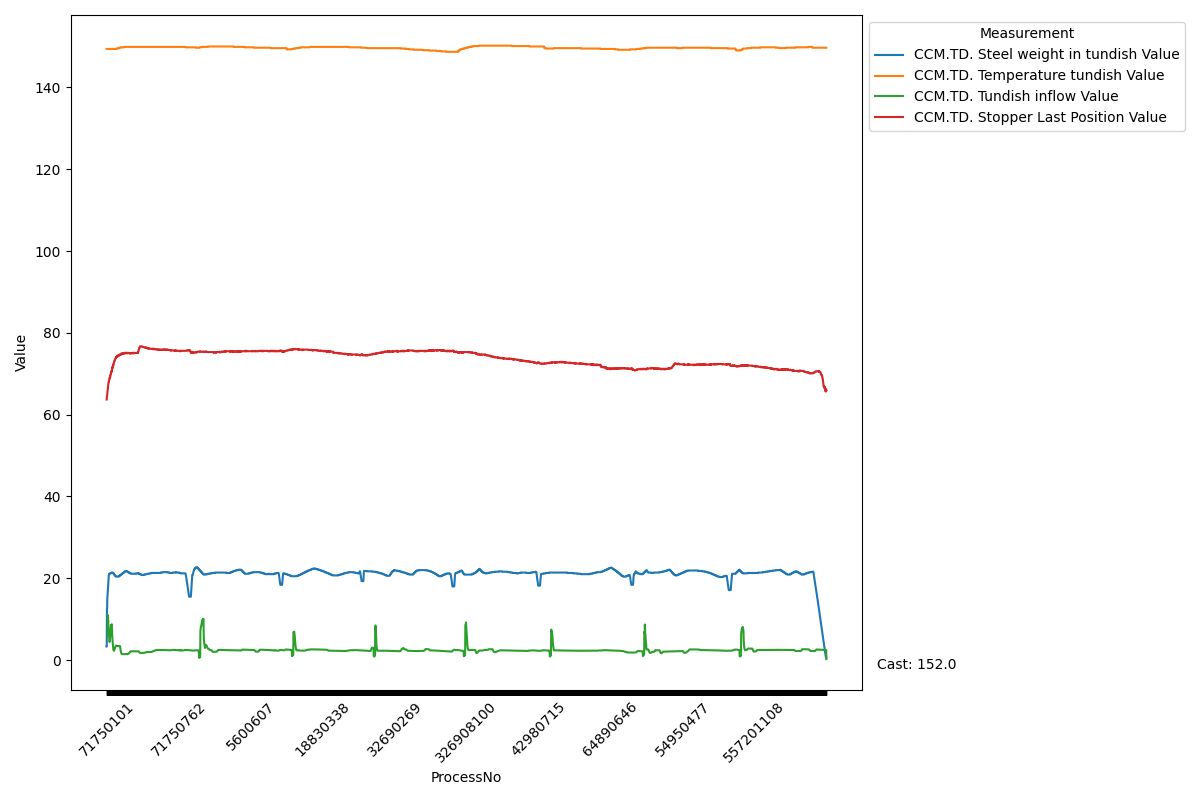 Measurement
CCM.TD. Steel weight in tundish Value
CCM.TD. Temperature tundish Value
CCM.TD. Tundish inflow Value
CCM.TD. Stopper Last Position Value
Value
140
120
100
80
60
40
20
0
Cast: 152.0
71750101
71750762
5600607
18830338
32690269
326908100
42980715
64890646
54950477
557201108
ProcessNo